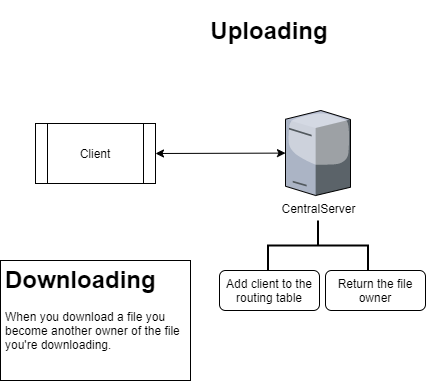 Uploading
Client
CentralServer
Add client to the
routing table
Return the file
owner
Downloading
When you download a file you
become another owner of the file
you're downloading.